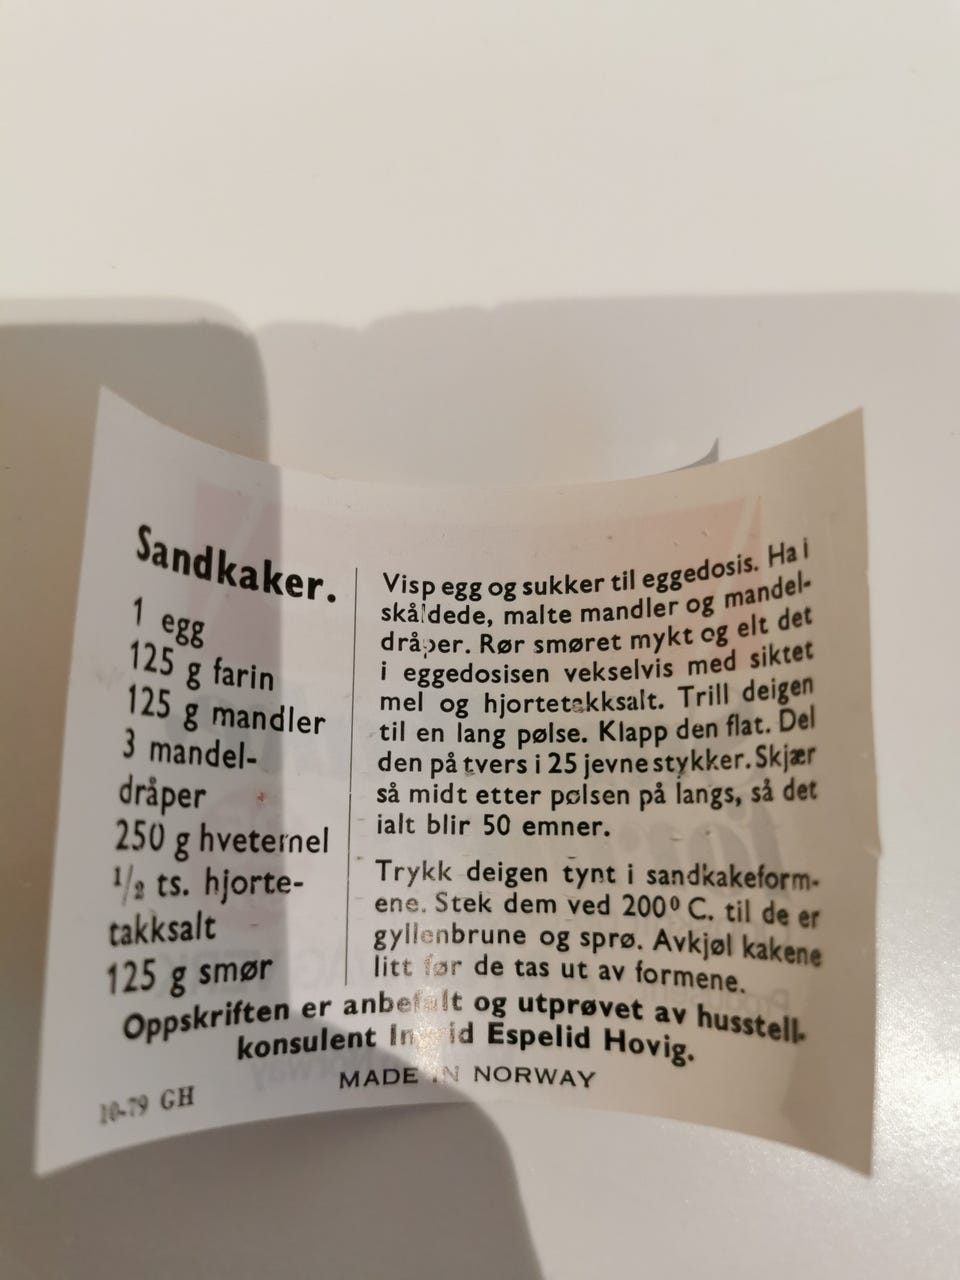 Sandkaker.
1 egg
125 g farin
125 g mandler
3 mandel-
dråper
250 g hvetemel
1/2 ts. hjorte-
takksalt
125 g smør
Visp egg og sukker til eggedosis. Ha i
skåldede, malte mandler og mandel-
dråper. Rør smøret mykt og elt det
i eggedosisen vekselvis med siktet
mel og hjortetakksalt. Trill deigen
til en lang pølse. Klapp den flat. Del
den på tvers i 25 jevne stykker. Skjær
så midt etter pølsen på langs, så det
ialt blir 50 emner.
Trykk deigen tynt i sandkakeform-
ene. Stek dem ved 200⁰ C. til de er
gyllenbrune og sprø. Avkjøl kakene
litt før de tas ut av formene.
Oppskriften er anbefalt og utprøvet av husstell-
konsulent Ingrid Espelid Hovig.
MADE IN NORWAY
10-79 GH